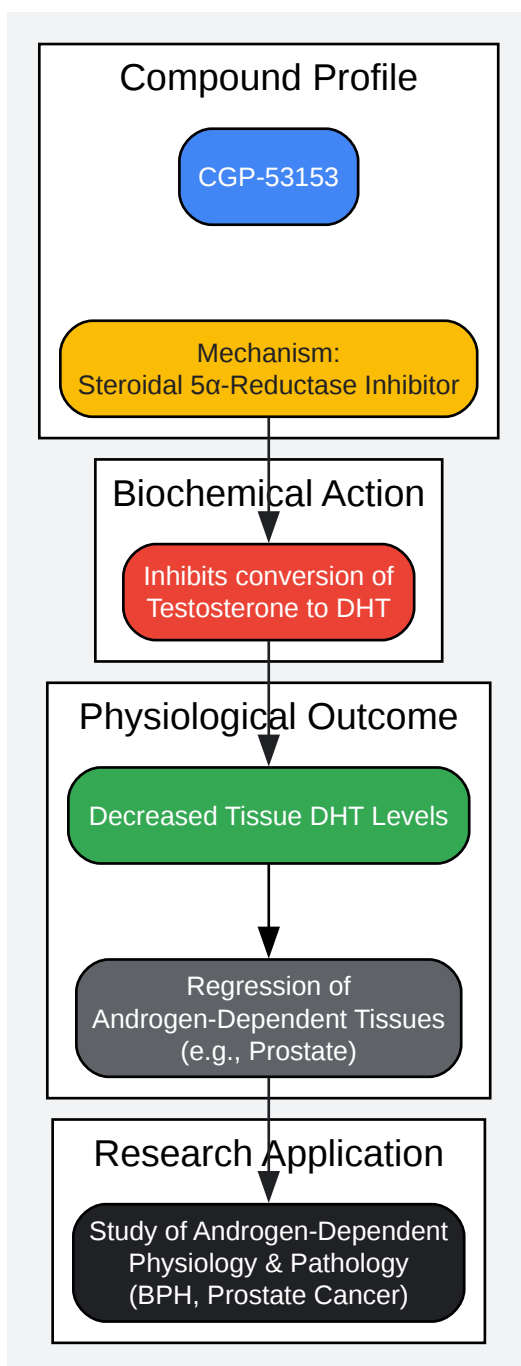 Compound Profile
CGP-53153
Mechanism:
Steroidal 5α-Reductase Inhibitor
Biochemical Action
Inhibits conversion of
Testosterone to DHT
Physiological Outcome
Decreased Tissue DHT Levels
Regression of
Androgen-Dependent Tissues
(e.g., Prostate)
Research Application
Study of Androgen-Dependent
Physiology & Pathology
(BPH, Prostate Cancer)